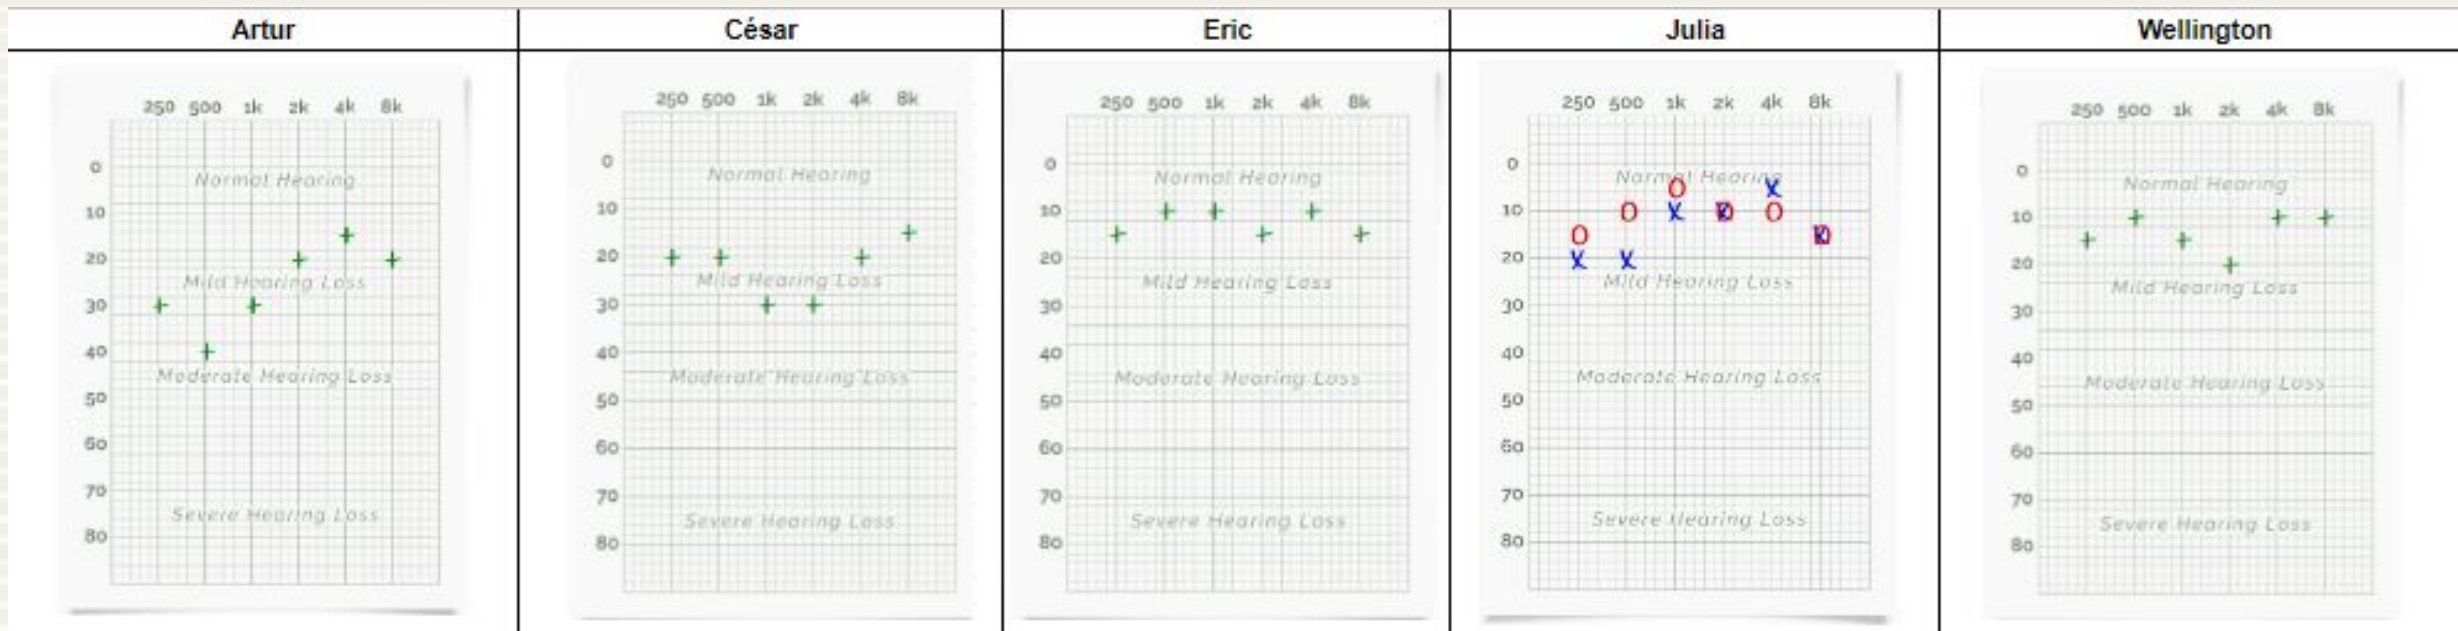 Artur
250 500 1k 2k 4k 8k
0
Normal Hearing
10
20
Mild Hearing Loss
30
40
Moderate Hearing Loss
50
60
70
Severe Hearing Loss
80
César
250 500 1k 2k 4k 8k
0
Normal Hearing
10
20
Mild Hearing Loss
30
40
Moderate Hearing Loss
50
60
70
Severe Hearing Loss
80
Eric
250 500 1k 2k 4k 8k
0
Normal Hearing
10
20
Mild Hearing Loss
30
40
Moderate Hearing Loss
50
60
70
Severe Hearing Loss
80
Julia
250 500 1k 2k 4k 8k
0
Normal Hearing
10
20
Mild Hearing Loss
30
40
Moderate Hearing Loss
50
60
70
Severe Hearing Loss
80
Wellington
250 500 1k 2k 4k 8k
0
Normal Hearing
10
20
Mild Hearing Loss
30
40
Moderate Hearing Loss
50
60
70
Severe Hearing Loss
80